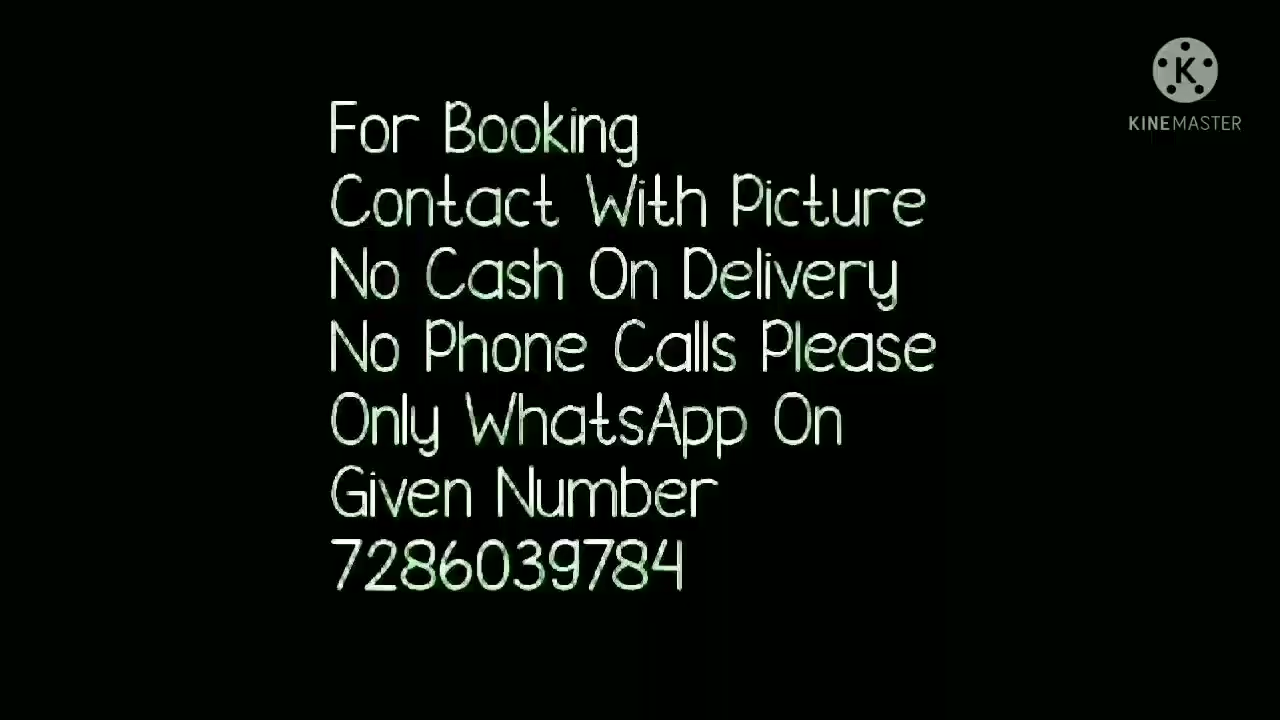 For Booking
Contact With Picture
No Cash On Delivery
No Phone Calls Please
Only WhatsApp On
Given Number
7286039784
K
KINEMASTER